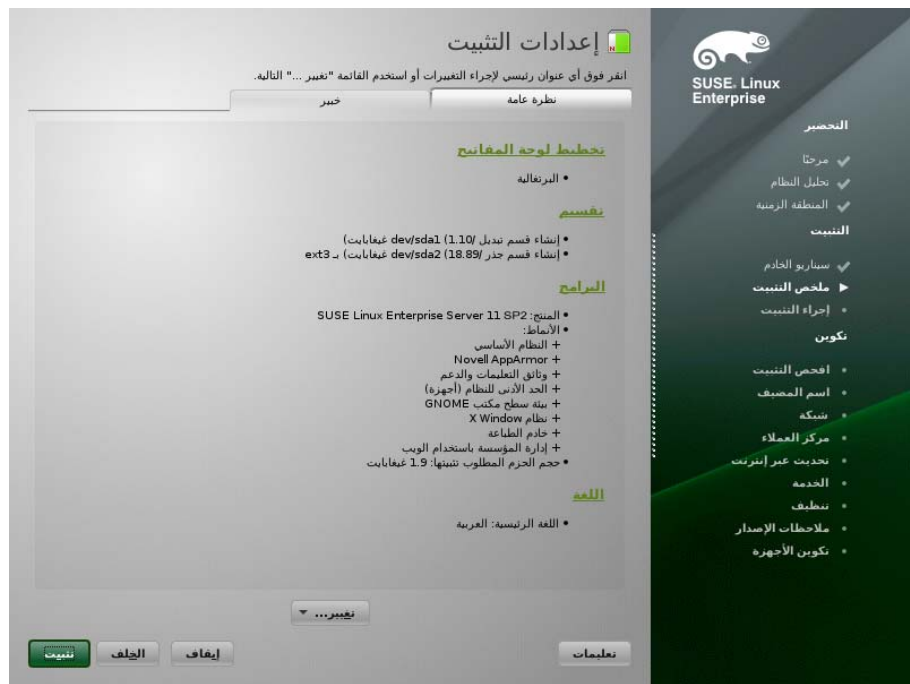 إعدادات التثبيت
انقر فوق أي عنوان رئيسي لإجراء التغييرات أو استخدم القائمة "تغيير ..." التالية.
نظرة عامة
خبير
تخطيط لوحة المفاتيح
• البرتغالية
تقسيم
• إنشاء قسم تبديل /dev/sda1 (1.10 غيغابايت)
• إنشاء قسم جذر /dev/sda2 (18.89 غيغابايت) بـ ext3
البرامج
• المنتج: SUSE Linux Enterprise Server 11 SP2
• الأنماط:
+ النظام الأساسي
+ Novell AppArmor
+ وثائق التعليمات والدعم
+ الحد الأدنى للنظام (أجهزة)
+ بيئة سطح مكتب GNOME
+ نظام X Window
+ خادم الطباعة
+ إدارة المؤسسة باستخدام الويب
• حجم الحزم المطلوب تثبيتها: 1.9 غيغابايت
اللغة
• اللغة الرئيسية: العربية
تغيير...
تعليمات
إيقاف
الخلف
تثبيت
SUSE. Linux
Enterprise
التحضير
مرحبًا
تحليل النظام
المنطقة الزمنية
التثبيت
سيناريو الخادم
ملخص التثبيت
إجراء التثبيت
تكوين
افحص التثبيت
اسم المضيف
شبكة
مركز العملاء
تحديث عبر إنترنت
الخدمة
تنظيف
ملاحظات الإصدار
تكوين الأجهزة